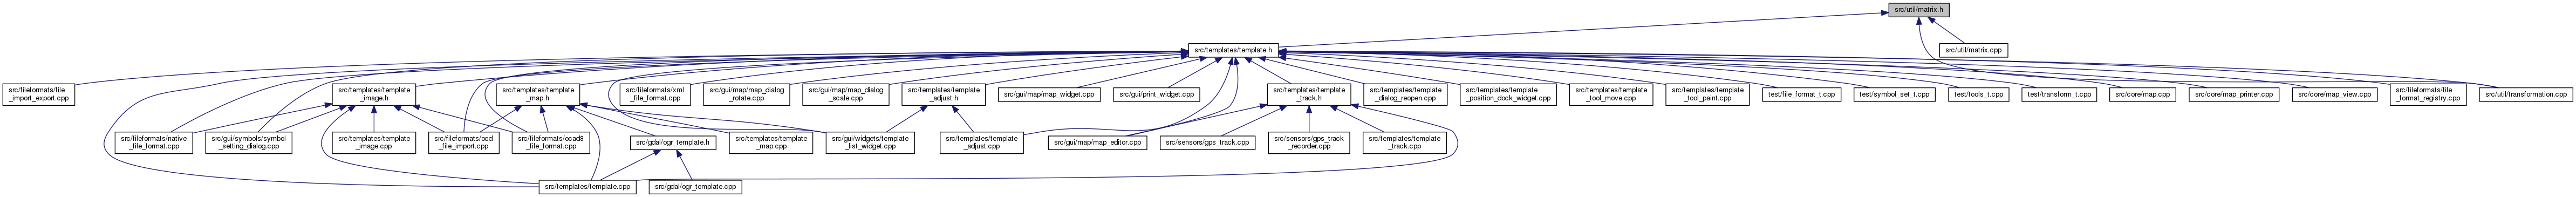 src/util/matrix.h
src/templates/template.h
src/util/matrix.cpp
src/fileformats/file
_import_export.cpp
src/templates/template
_image.h
src/templates/template
_map.h
src/fileformats/xml
_file_format.cpp
src/gui/map/map_dialog
_rotate.cpp
src/gui/map/map_dialog
_scale.cpp
src/templates/template
_adjust.h
src/gui/map/map_widget.cpp
src/gui/print_widget.cpp
src/templates/template
_track.h
src/templates/template
_dialog_reopen.cpp
src/templates/template
_position_dock_widget.cpp
src/templates/template
_tool_move.cpp
src/templates/template
_tool_paint.cpp
test/file_format_t.cpp
test/symbol_set_t.cpp
test/tools_t.cpp
test/transform_t.cpp
src/core/map.cpp
src/core/map_printer.cpp
src/core/map_view.cpp
src/fileformats/file
_format_registry.cpp
src/util/transformation.cpp
src/fileformats/native
_file_format.cpp
src/gui/symbols/symbol
_setting_dialog.cpp
src/templates/template
_image.cpp
src/fileformats/ocd
_file_import.cpp
src/fileformats/ocad8
_file_format.cpp
src/gdal/ogr_template.h
src/templates/template
_map.cpp
src/gui/widgets/template
_list_widget.cpp
src/templates/template
_adjust.cpp
src/gui/map/map_editor.cpp
src/sensors/gps_track.cpp
src/sensors/gps_track
_recorder.cpp
src/templates/template
_track.cpp
src/templates/template.cpp
src/gdal/ogr_template.cpp